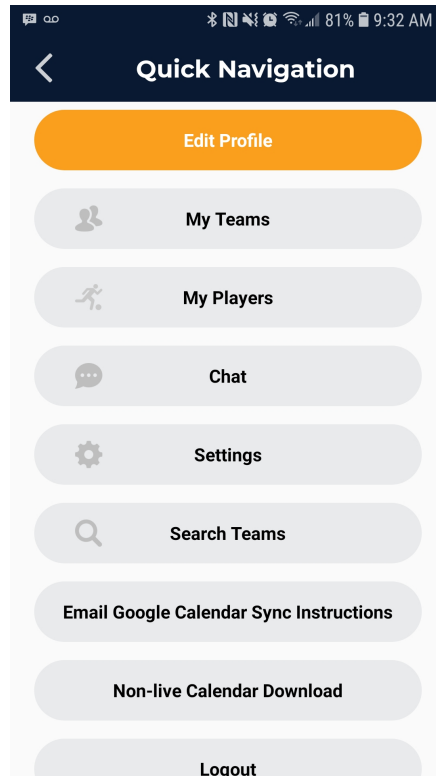 81% 9:32 AM
Quick Navigation
Edit Profile
My Teams
My Players
Chat
Settings
Search Teams
Email Google Calendar Sync Instructions
Non-live Calendar Download
Logout